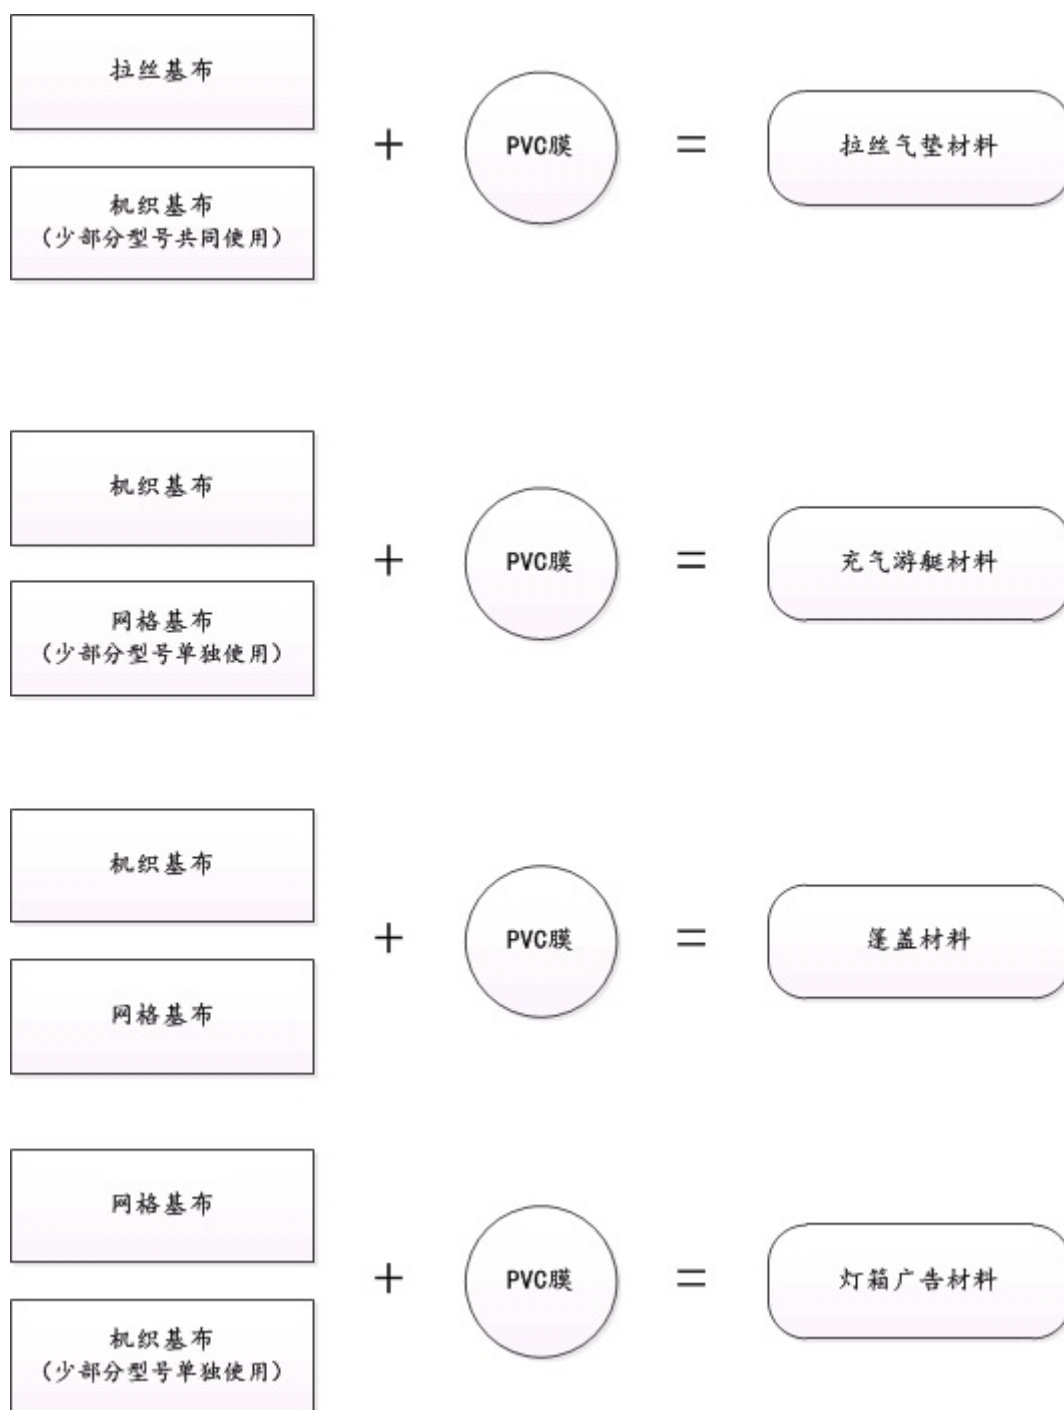 拉丝基布
机织基布
（少部分型号共同使用）
+
PVC膜
=
拉丝气垫材料
机织基布
网格基布
（少部分型号单独使用）
+
PVC膜
=
充气游艇材料
机织基布
网格基布
+
PVC膜
=
篷盖材料
网格基布
机织基布
（少部分型号单独使用）
+
PVC膜
=
灯箱广告材料